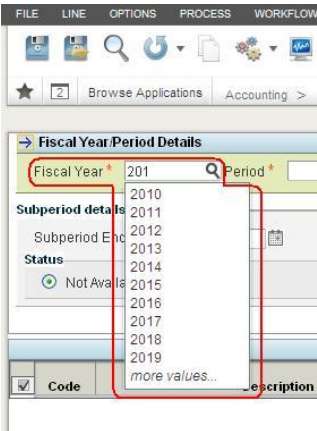 FILE LINE OPTIONS PROCESS WORKFLOW
2 Browse Applications Accounting >
Fiscal Year/Period Details
Fiscal Year * 201 Period *
Subperiod details
2010
2011
Subperiod End
2012
2013
Status
2014
Not Availa
2015
2016
2017
2018
2019
more values...
Code Description